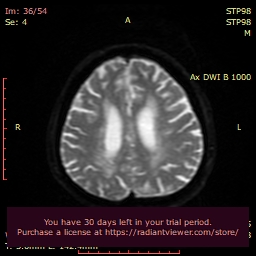 Im: 36/54
Se: 4
A
STP98
STP98
M
Ax DWI B 1000
R
L
You have 30 days left in your trial period.
Purchase a license at https://radiantviewer.com/store/